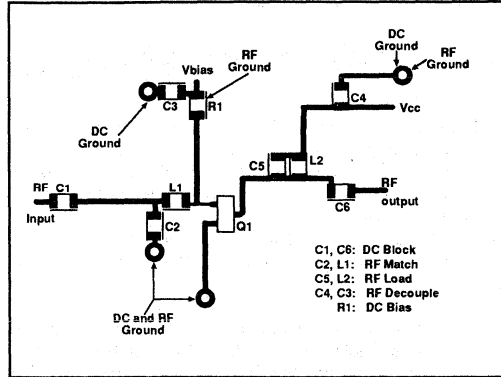 DC
Ground
RF
Ground
RF
Ground
Vbias
C3
R1
C4
Vcc
DC
Ground
C5
L2
RF
Input
C1
L1
C2
Q1
C6
RF
output
DC and RF
Ground
C1, C6: DC Block
C2, L1: RF Match
C5, L2: RF Load
C4, C3: RF Decouple
R1: DC Bias